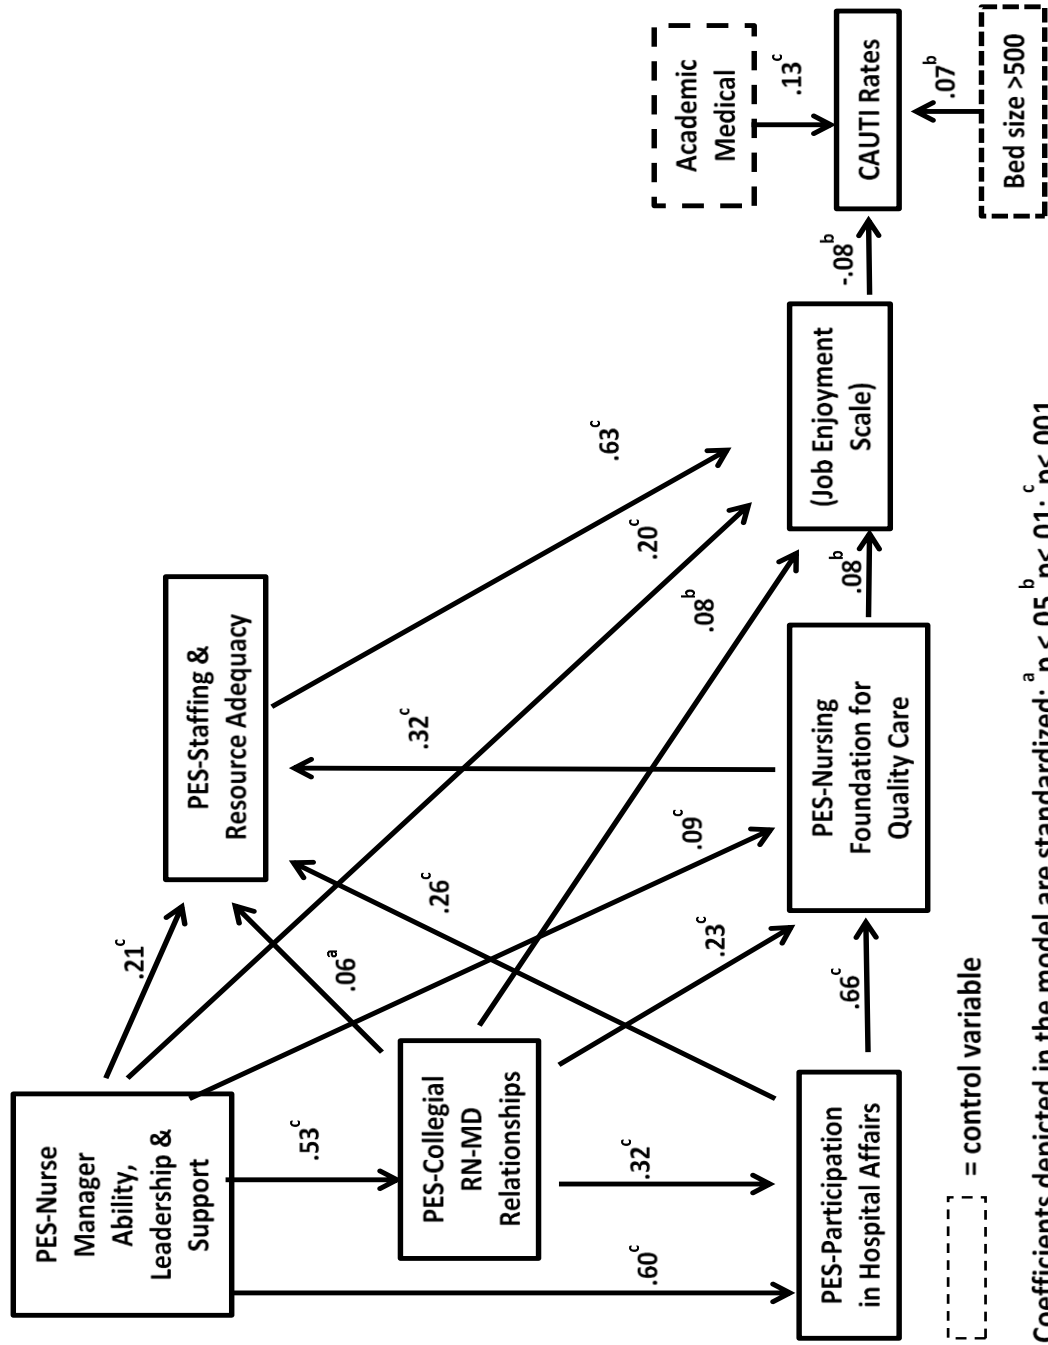 PES-Nurse
Manager
Ability,
Leadership &
Support
PES-Staffing &
Resource Adequacy
PES-Collegial
RN-MD
Relationships
PES-Participation
in Hospital Affairs
PES-Nursing
Foundation for
Quality Care
(Job Enjoyment
Scale)
Academic
Medical
CAUTI Rates
Bed size >500
.21c
.06a
.53c
.60c
.32c
.26c
.09c
.23c
.66c
.32c
.63c
.20c
.08b
.08b
-.08b
.13c
.07b
= control variable
Coefficients depicted in the model are standardized: a p < .05, b p< .01; c p< .001